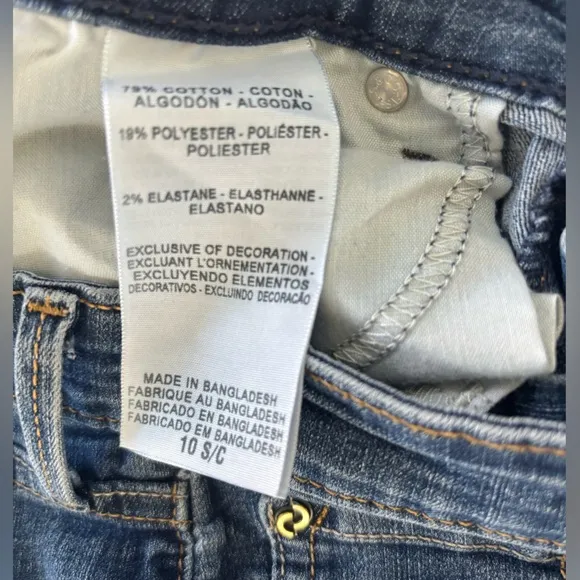 79% COTTON - COTON -
ALGODÓN - ALGODÃO
19% POLYESTER - POLIÉSTER -
POLIESTER
2% ELASTANE - ELASTHANNE -
ELASTANO
EXCLUSIVE OF DECORATION -
EXCLUANT L'ORNEMENTATION -
EXCLUYENDO ELEMENTOS
DECORATIVOS - EXCLUINDO DECORAÇÃO
MADE IN BANGLADESH
FABRIQUE AU BANGLADESH
FABRICADO EN BANGLADESH
FABRICADO EM BANGLADESH
10 S/C